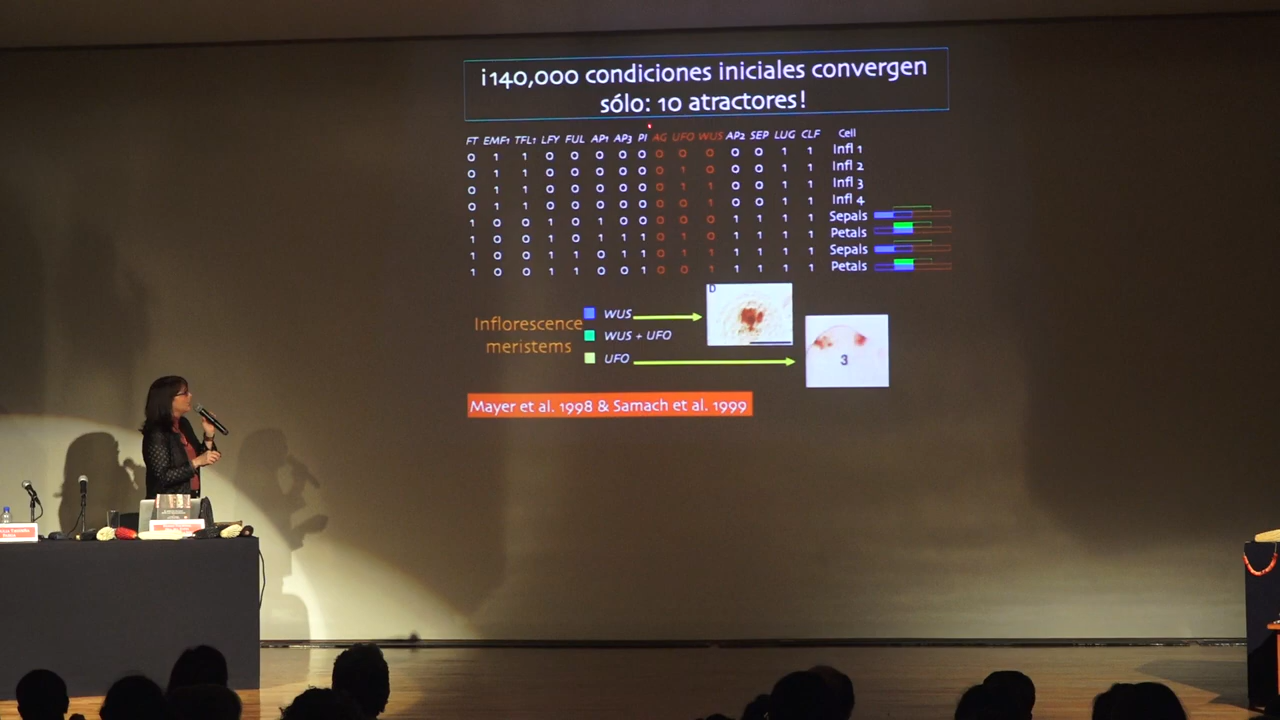 ¡140,000 condiciones iniciales convergen
sólo: 10 atractores!
FT EMF1 TFL1 LFY FUL AP1 AP3 PI AG UFO WUS AP2 SEP LUG CLF Cell
0 1 1 0 0 0 0 0 0 0 0 0 0 1 1 Infl 1
0 1 1 0 0 0 0 0 0 1 0 0 0 1 1 Infl 2
0 1 1 0 0 0 0 0 0 1 1 0 0 1 1 Infl 3
0 1 1 0 0 0 0 0 0 0 1 0 0 1 1 Infl 4
1 0 0 1 0 1 0 0 0 0 0 1 1 1 1 Sepals
1 0 0 1 0 1 1 1 0 1 0 1 1 1 1 Petals
1 0 0 1 1 0 0 1 0 1 1 1 1 1 1 Sepals
1 0 0 1 1 0 0 1 0 0 1 1 1 1 1 Petals
Inflorescence
meristems
WUS
WUS + UFO
UFO
D
3
Mayer et al. 1998 & Samach et al. 1999